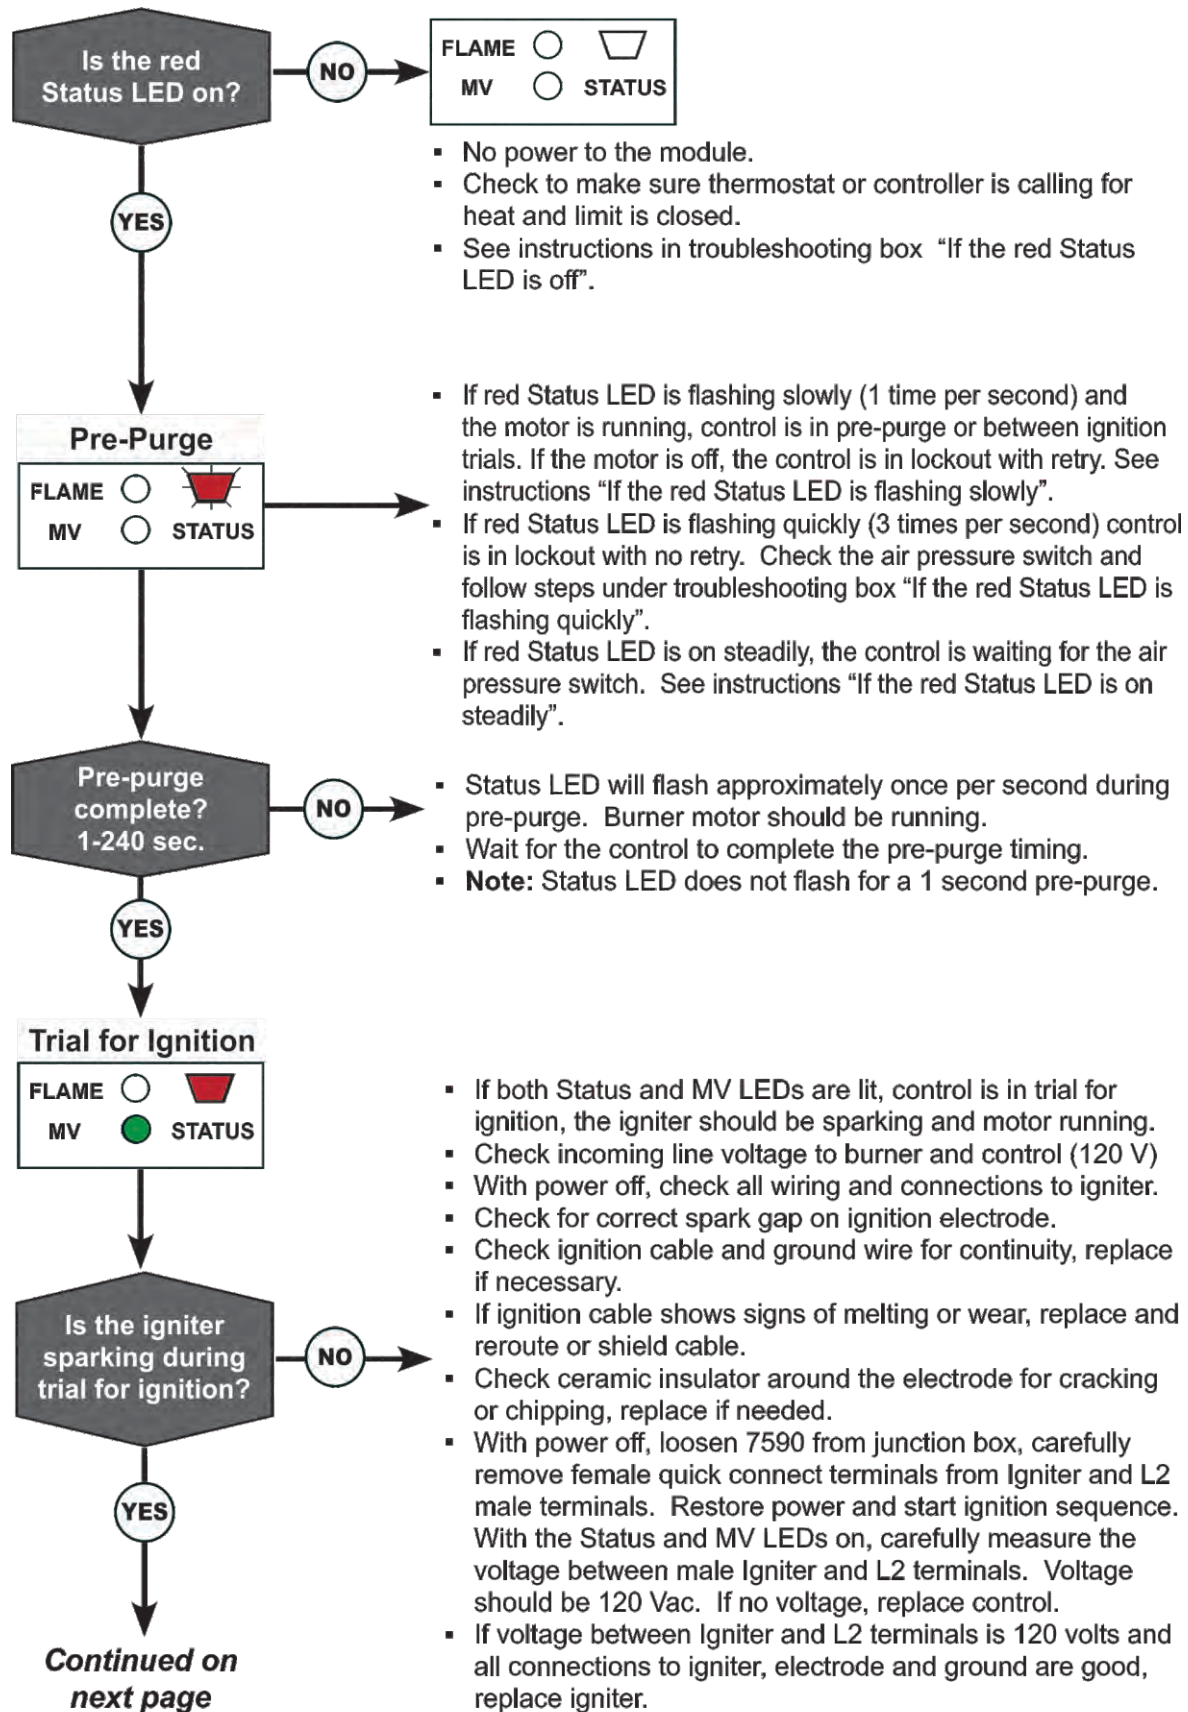 Is the red
Status LED on?
NO
FLAME
MV STATUS
▪ No power to the module.
▪ Check to make sure thermostat or controller is calling for
heat and limit is closed.
▪ See instructions in troubleshooting box “If the red Status
LED is off”.
YES
Pre-Purge
FLAME
MV STATUS
▪ If red Status LED is flashing slowly (1 time per second) and
the motor is running, control is in pre-purge or between ignition
trials. If the motor is off, the control is in lockout with retry. See
instructions “If the red Status LED is flashing slowly”.
▪ If red Status LED is flashing quickly (3 times per second) control
is in lockout with no retry. Check the air pressure switch and
follow steps under troubleshooting box “If the red Status LED is
flashing quickly”.
▪ If red Status LED is on steadily, the control is waiting for the air
pressure switch. See instructions “If the red Status LED is on
steadily”.
Pre-purge
complete?
1-240 sec.
NO
▪ Status LED will flash approximately once per second during
pre-purge. Burner motor should be running.
▪ Wait for the control to complete the pre-purge timing.
▪ Note: Status LED does not flash for a 1 second pre-purge.
YES
Trial for Ignition
FLAME
MV STATUS
Is the igniter
sparking during
trial for ignition?
NO
▪ If both Status and MV LEDs are lit, control is in trial for
ignition, the igniter should be sparking and motor running.
▪ Check incoming line voltage to burner and control (120 V)
▪ With power off, check all wiring and connections to igniter.
▪ Check for correct spark gap on ignition electrode.
▪ Check ignition cable and ground wire for continuity, replace
if necessary.
▪ If ignition cable shows signs of melting or wear, replace and
reroute or shield cable.
▪ Check ceramic insulator around the electrode for cracking
or chipping, replace if needed.
▪ With power off, loosen 7590 from junction box, carefully
remove female quick connect terminals from Igniter and L2
male terminals. Restore power and start ignition sequence.
With the Status and MV LEDs on, carefully measure the
voltage between male Igniter and L2 terminals. Voltage
should be 120 Vac. If no voltage, replace control.
▪ If voltage between Igniter and L2 terminals is 120 volts and
all connections to igniter, electrode and ground are good,
replace igniter.
YES
Continued on
next page